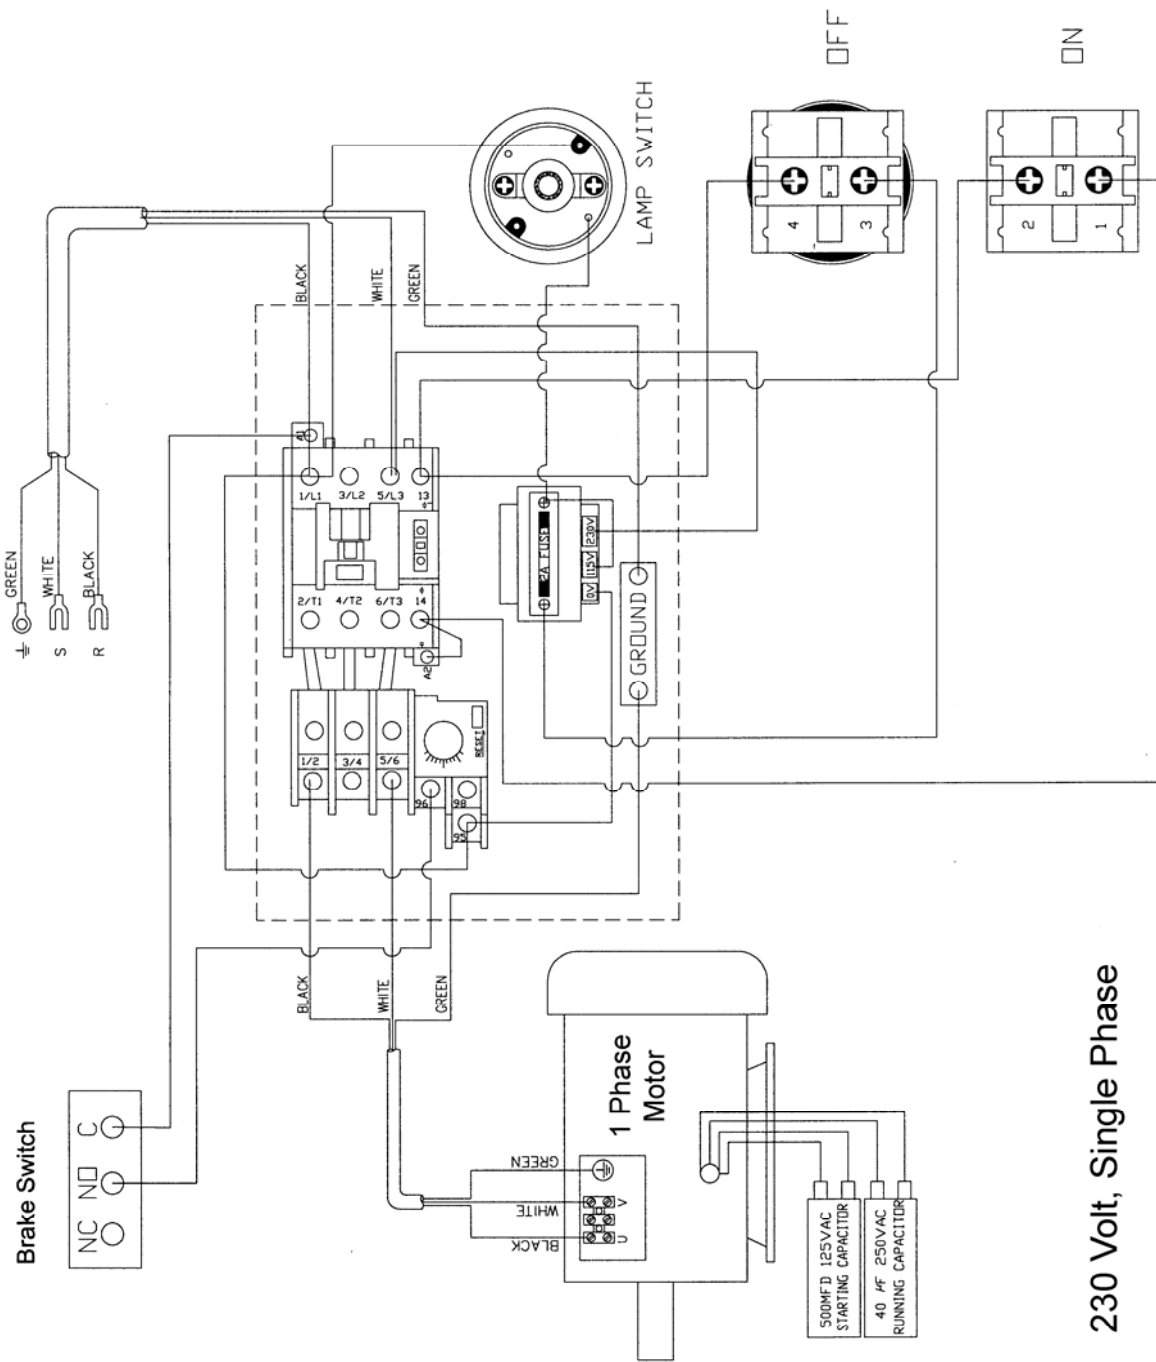 Brake Switch
NC
NO
C
GREEN
WHITE
BLACK
S
R
BLACK
WHITE
GREEN
LAMP SWITCH
OFF
4
3
ON
2
1
A1
1/L1
3/L2
5/L3
13
2/T1
4/T2
6/T3
14
A2
1/2
3/4
5/6
RESET
96
98
95
2A FUSE
0V
115V
230V
GROUND
BLACK
WHITE
GREEN
1 Phase
Motor
GREEN
WHITE
BLACK
U
V
500MFD 125VAC
STARTING CAPACITOR
40 µF 250VAC
RUNNING CAPACITOR
230 Volt, Single Phase